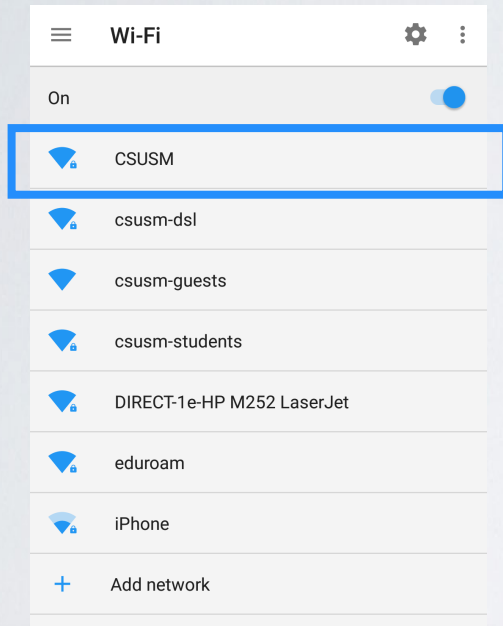 Wi-Fi
On
CSUSM
csusm-dsl
csusm-guests
csusm-students
DIRECT-1e-HP M252 LaserJet
eduroam
iPhone
Add network